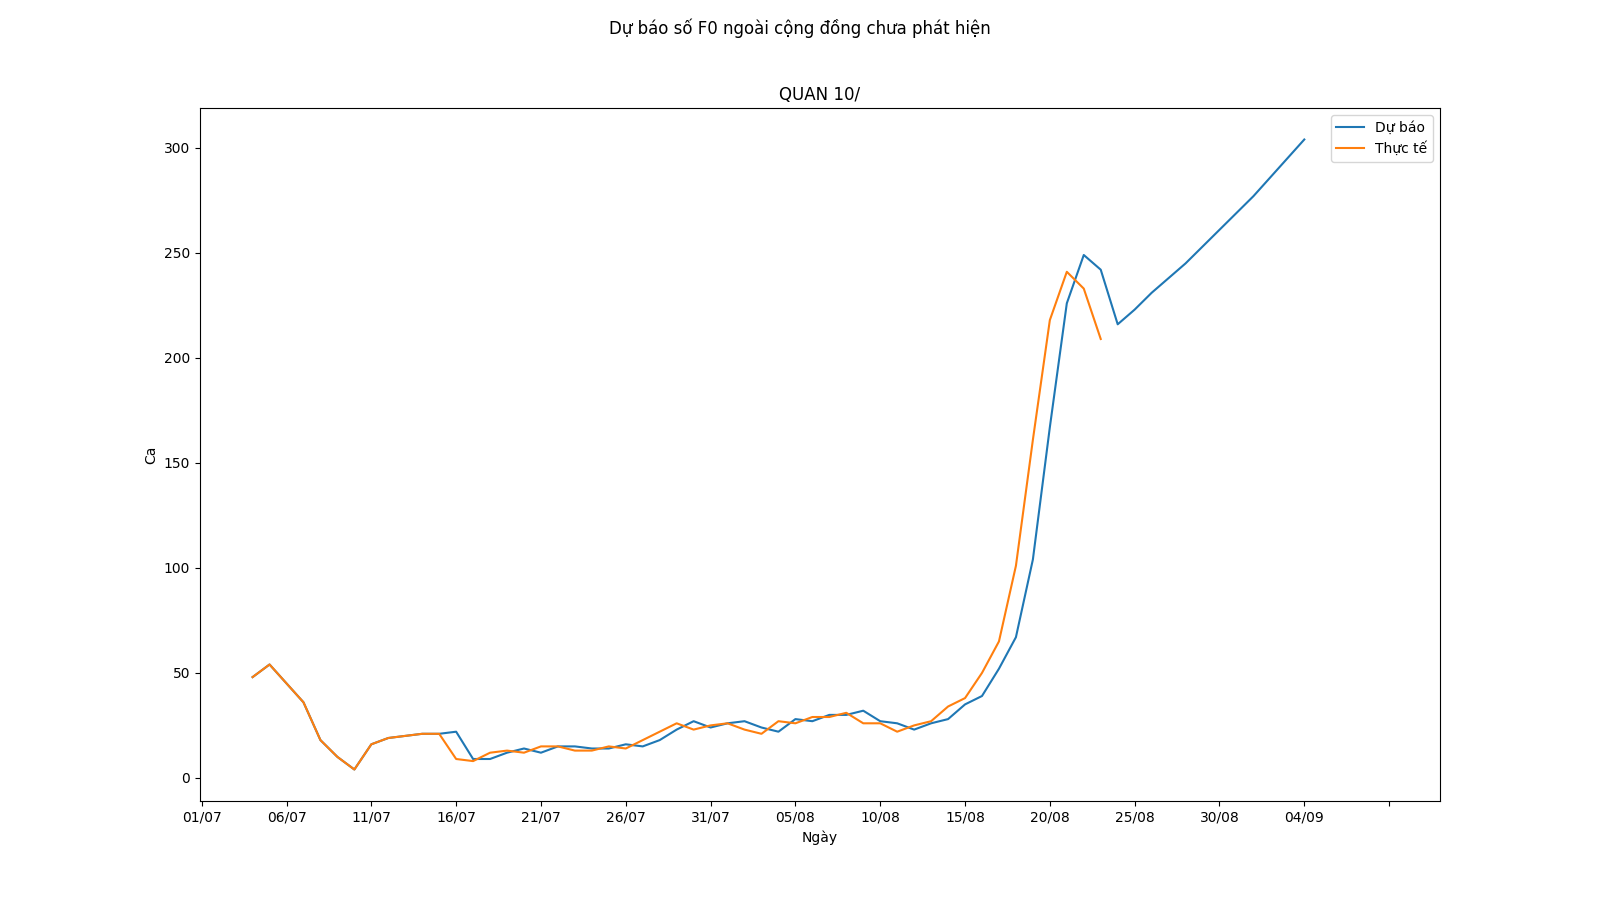 Dự báo số F0 ngoài cộng đồng chưa phát hiện
QUAN 10/
Dự báo
Thực tế
300
250
200
150
100
50
0
Ca
01/07 06/07 11/07 16/07 21/07 26/07 31/07 05/08 10/08 15/08 20/08 25/08 30/08 04/09
Ngày